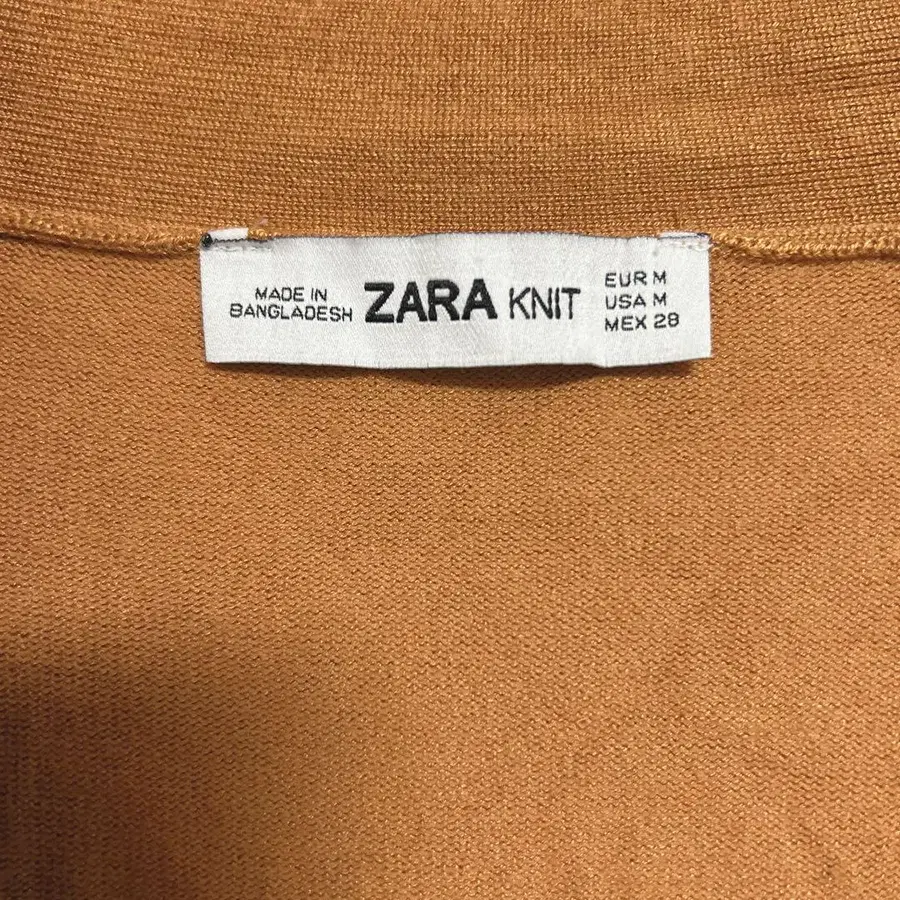 MADE IN
BANGLADESH
ZARA KNIT
EUR M
USA M
MEX 28